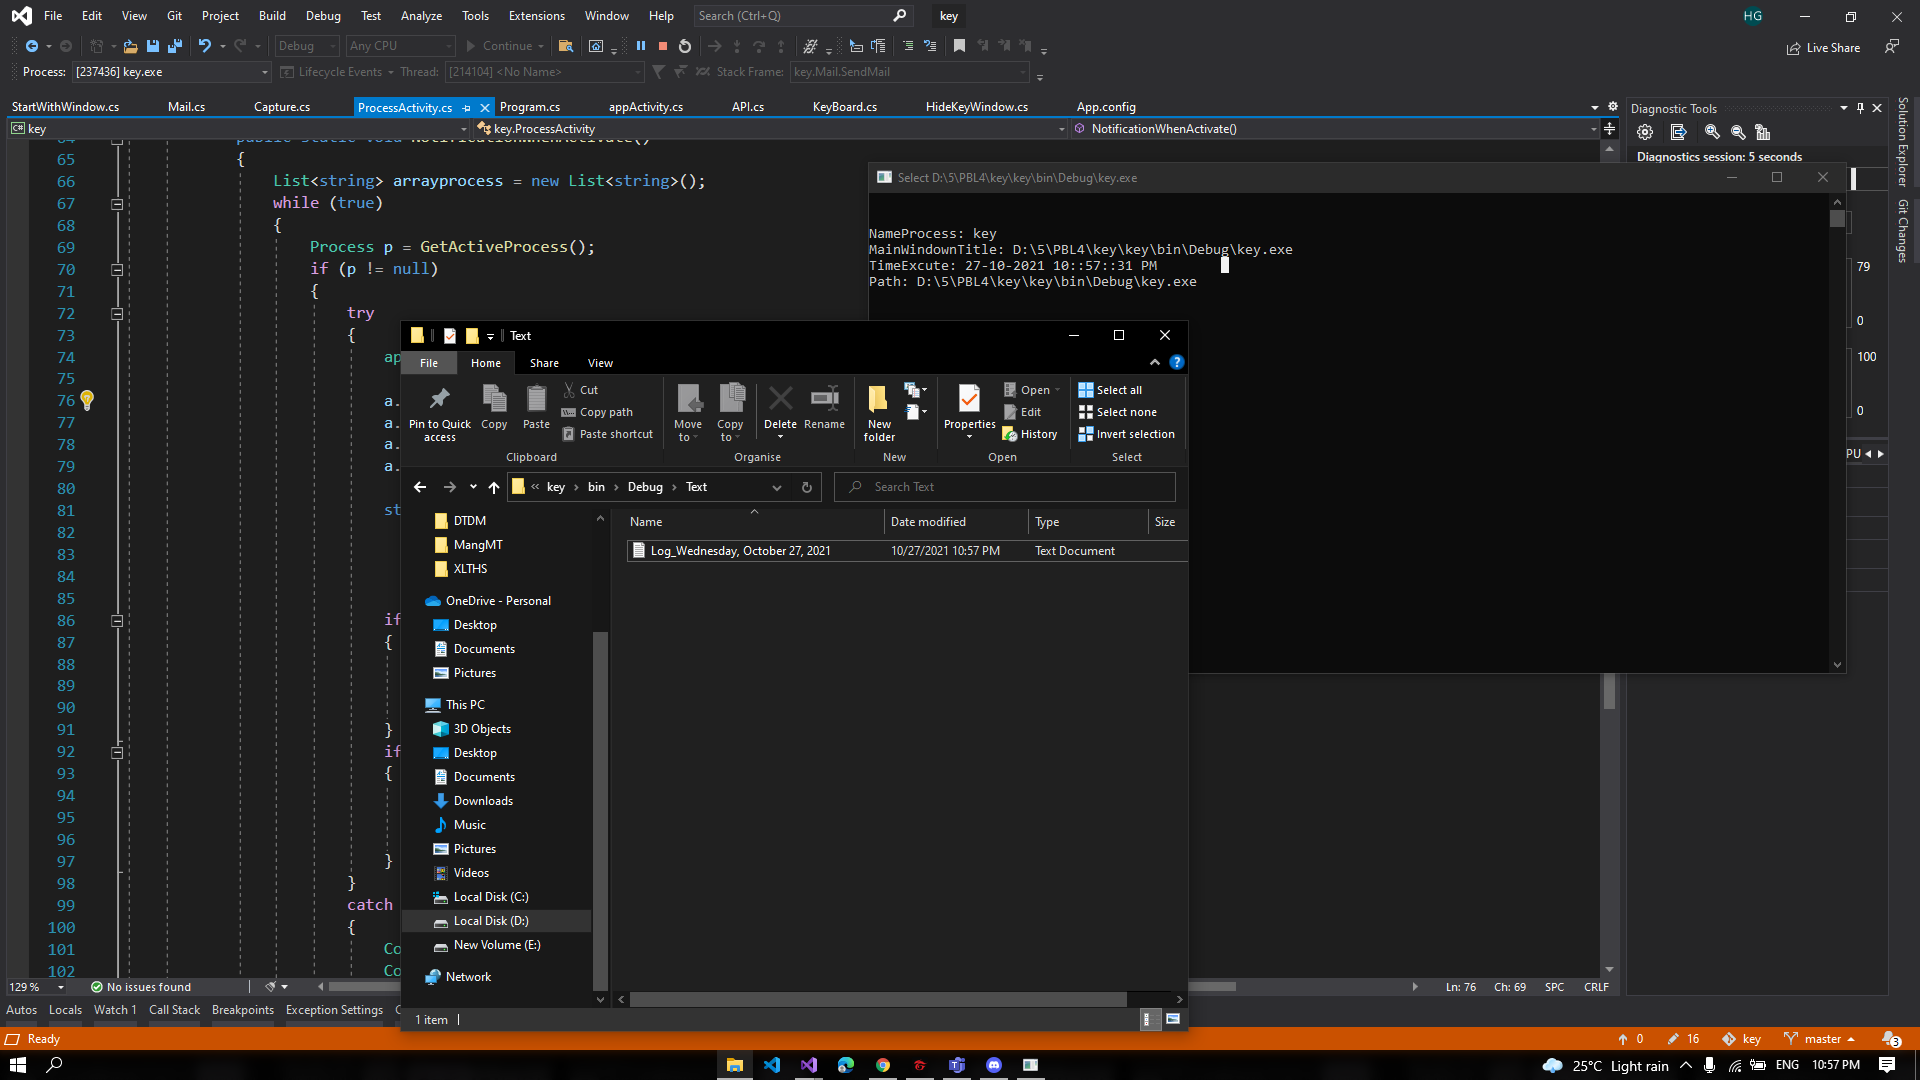 File Edit View Git Project Build Debug Test Analyze Tools Extensions Window Help Search (Ctrl+Q) key HG
Debug Any CPU Continue Live Share
Process: [237436] key.exe Lifecycle Events Thread: [214104] <No Name> Stack Frame: key.Mail.SendMail
StartWithWindow.cs Mail.cs Capture.cs ProcessActivity.cs Program.cs appActivity.cs API.cs KeyBoard.cs HideKeyWindow.cs App.config
C# key key.ProcessActivity NotificationWhenActivate()
64 public static void NotificationWhenActivate()
65 {
66 List<string> arrayprocess = new List<string>();
67 while (true)
68 {
69 Process p = GetActiveProcess();
70 if (p != null)
71 {
72 try
73 {
74 ap
75
76 a.
77 a.
78 a.
79 a.
80
81 st
82
83
84
85
86 if
87 {
88
89
90
91 }
92 if
93 {
94
95
96
97 }
98 }
99 catch
100 {
101 Co
102 Co
129 % No issues found Ln: 76 Ch: 69 SPC CRLF
Autos Locals Watch 1 Call Stack Breakpoints Exception Settings C
Ready 0 16 key master 3
Select D:\5\PBL4\key\key\bin\Debug\key.exe
NameProcess: key
MainWindownTitle: D:\5\PBL4\key\key\bin\Debug\key.exe
TimeExcute: 27-10-2021 10::57::31 PM
Path: D:\5\PBL4\key\key\bin\Debug\key.exe
Text
File Home Share View
Pin to Quick access Copy Paste Cut Copy path Paste shortcut Move to Copy to Delete Rename New folder Properties Open Edit History Select all Select none Invert selection
Clipboard Organise New Open Select
« key bin Debug Text Search Text
Name Date modified Type Size
Log_Wednesday, October 27, 2021 10/27/2021 10:57 PM Text Document
DTDM
MangMT
XLTHS
OneDrive - Personal
Desktop
Documents
Pictures
This PC
3D Objects
Desktop
Documents
Downloads
Music
Pictures
Videos
Local Disk (C:)
Local Disk (D:)
New Volume (E:)
Network
1 item
Diagnostic Tools
Diagnostics session: 5 seconds
79
0
100
0
PU
Solution Explorer
Git Changes
25°C Light rain ENG 10:57 PM